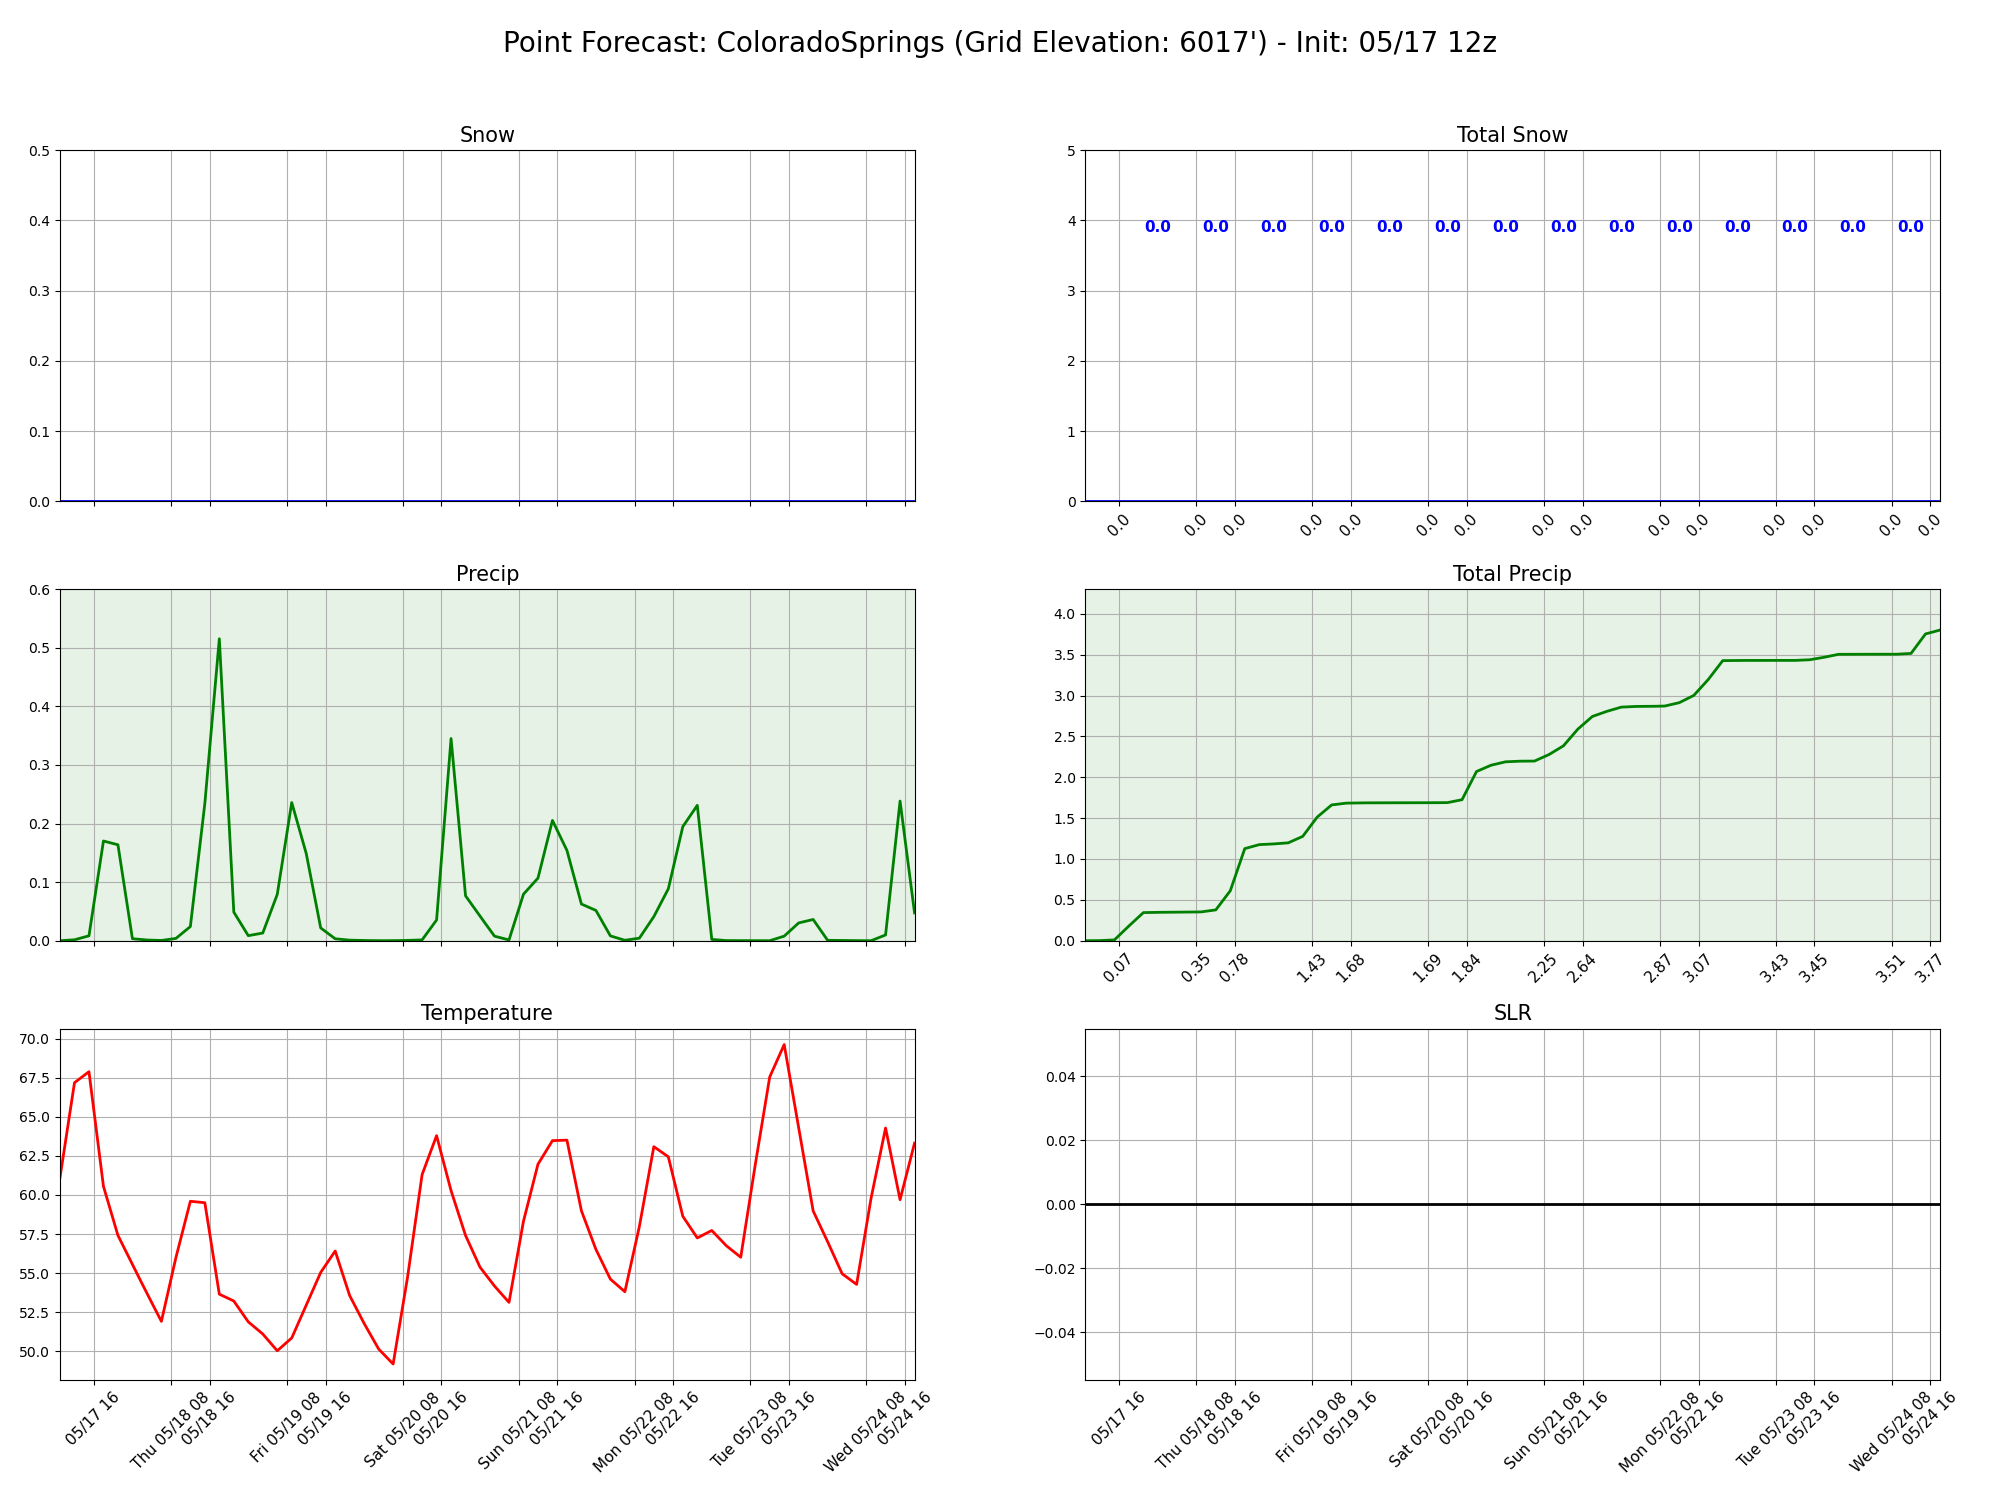 Point Forecast: ColoradoSprings (Grid Elevation: 6017') - Init: 05/17 12z
Snow
0.5
0.4
0.3
0.2
0.1
0.0
Total Snow
5
4
3
2
1
0
0.0 0.0 0.0 0.0 0.0 0.0 0.0 0.0 0.0 0.0 0.0 0.0 0.0 0.0
0.0 0.0 0.0 0.0 0.0 0.0 0.0 0.0 0.0 0.0 0.0 0.0 0.0 0.0 0.0
Precip
0.6
0.5
0.4
0.3
0.2
0.1
0.0
Total Precip
4.0
3.5
3.0
2.5
2.0
1.5
1.0
0.5
0.0
0.07 0.35 0.78 1.43 1.68 1.69 1.84 2.25 2.64 2.87 3.07 3.43 3.45 3.51 3.77
Temperature
70.0
67.5
65.0
62.5
60.0
57.5
55.0
52.5
50.0
05/17 16
Thu 05/18 08
05/18 16
Fri 05/19 08
05/19 16
Sat 05/20 08
05/20 16
Sun 05/21 08
05/21 16
Mon 05/22 08
05/22 16
Tue 05/23 08
05/23 16
Wed 05/24 08
05/24 16
SLR
0.04
0.02
0.00
−0.02
−0.04
05/17 16
Thu 05/18 08
05/18 16
Fri 05/19 08
05/19 16
Sat 05/20 08
05/20 16
Sun 05/21 08
05/21 16
Mon 05/22 08
05/22 16
Tue 05/23 08
05/23 16
Wed 05/24 08
05/24 16